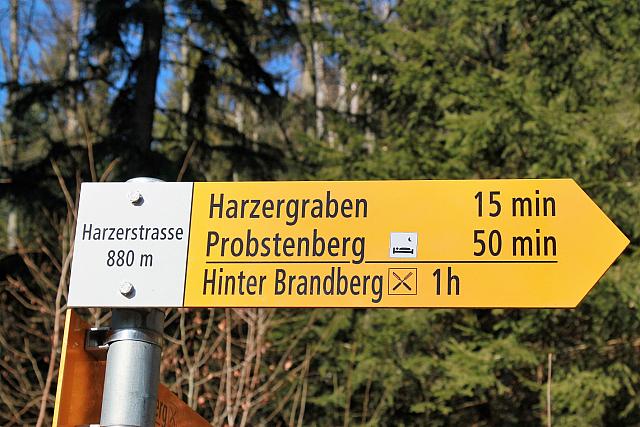 Harzerstrasse
880 m
Harzergraben 15 min
Probstenberg 50 min
Hinter Brandberg 1h